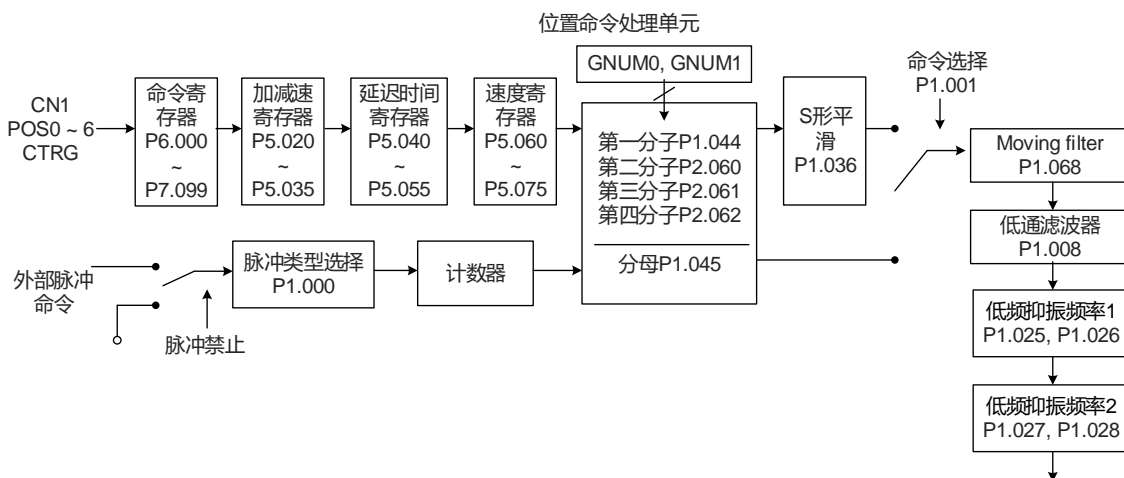 位置命令处理单元
GNUM0, GNUM1
CN1
POS0 ~ 6
CTRG
命令寄
存器
P6.000
~
P7.099
加减速
寄存器
P5.020
~
P5.035
延迟时间
寄存器
P5.040
~
P5.055
速度寄
存器
P5.060
~
P5.075
第一分子P1.044
第二分子P2.060
第三分子P2.061
第四分子P2.062
分母P1.045
S形平
滑
P1.036
命令选择
P1.001
Moving filter
P1.068
低通滤波器
P1.008
低频抑振频率1
P1.025, P1.026
低频抑振频率2
P1.027, P1.028
外部脉冲
命令
脉冲禁止
脉冲类型选择
P1.000
计数器